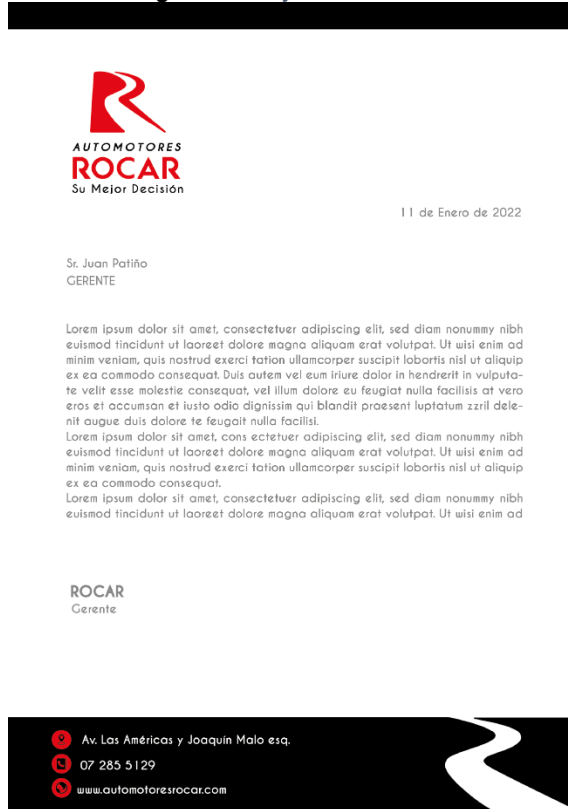 AUTOMOTORES
ROCAR
Su Mejor Decisión
11 de Enero de 2022
Sr. Juan Patiño
GERENTE
Lorem ipsum dolor sit amet, consectetuer adipiscing elit, sed diam nonummy nibh
euismod tincidunt ut laoreet dolore magna aliquam erat volutpat. Ut wisi enim ad
minim veniam, quis nostrud exerci tation ullamcorper suscipit lobortis nisl ut aliquip
ex ea commodo consequat. Duis autem vel eum iriure dolor in hendrerit in vulputa-
te velit esse molestie consequat, vel illum dolore eu feugiat nulla facilisis at vero
eros et accumsan et iusto odio dignissim qui blandit praesent luptatum zzril dele-
nit augue duis dolore te feugait nulla facilisi.
Lorem ipsum dolor sit amet, cons ectetuer adipiscing elit, sed diam nonummy nibh
euismod tincidunt ut laoreet dolore magna aliquam erat volutpat. Ut wisi enim ad
minim veniam, quis nostrud exerci tation ullamcorper suscipit lobortis nisl ut aliquip
ex ea commodo consequat.
Lorem ipsum dolor sit amet, consectetuer adipiscing elit, sed diam nonummy nibh
euismod tincidunt ut laoreet dolore magna aliquam erat volutpat. Ut wisi enim ad
ROCAR
Gerente
Av. Las Américas y Joaquín Malo esq.
07 285 5129
www.automotoresrocar.com